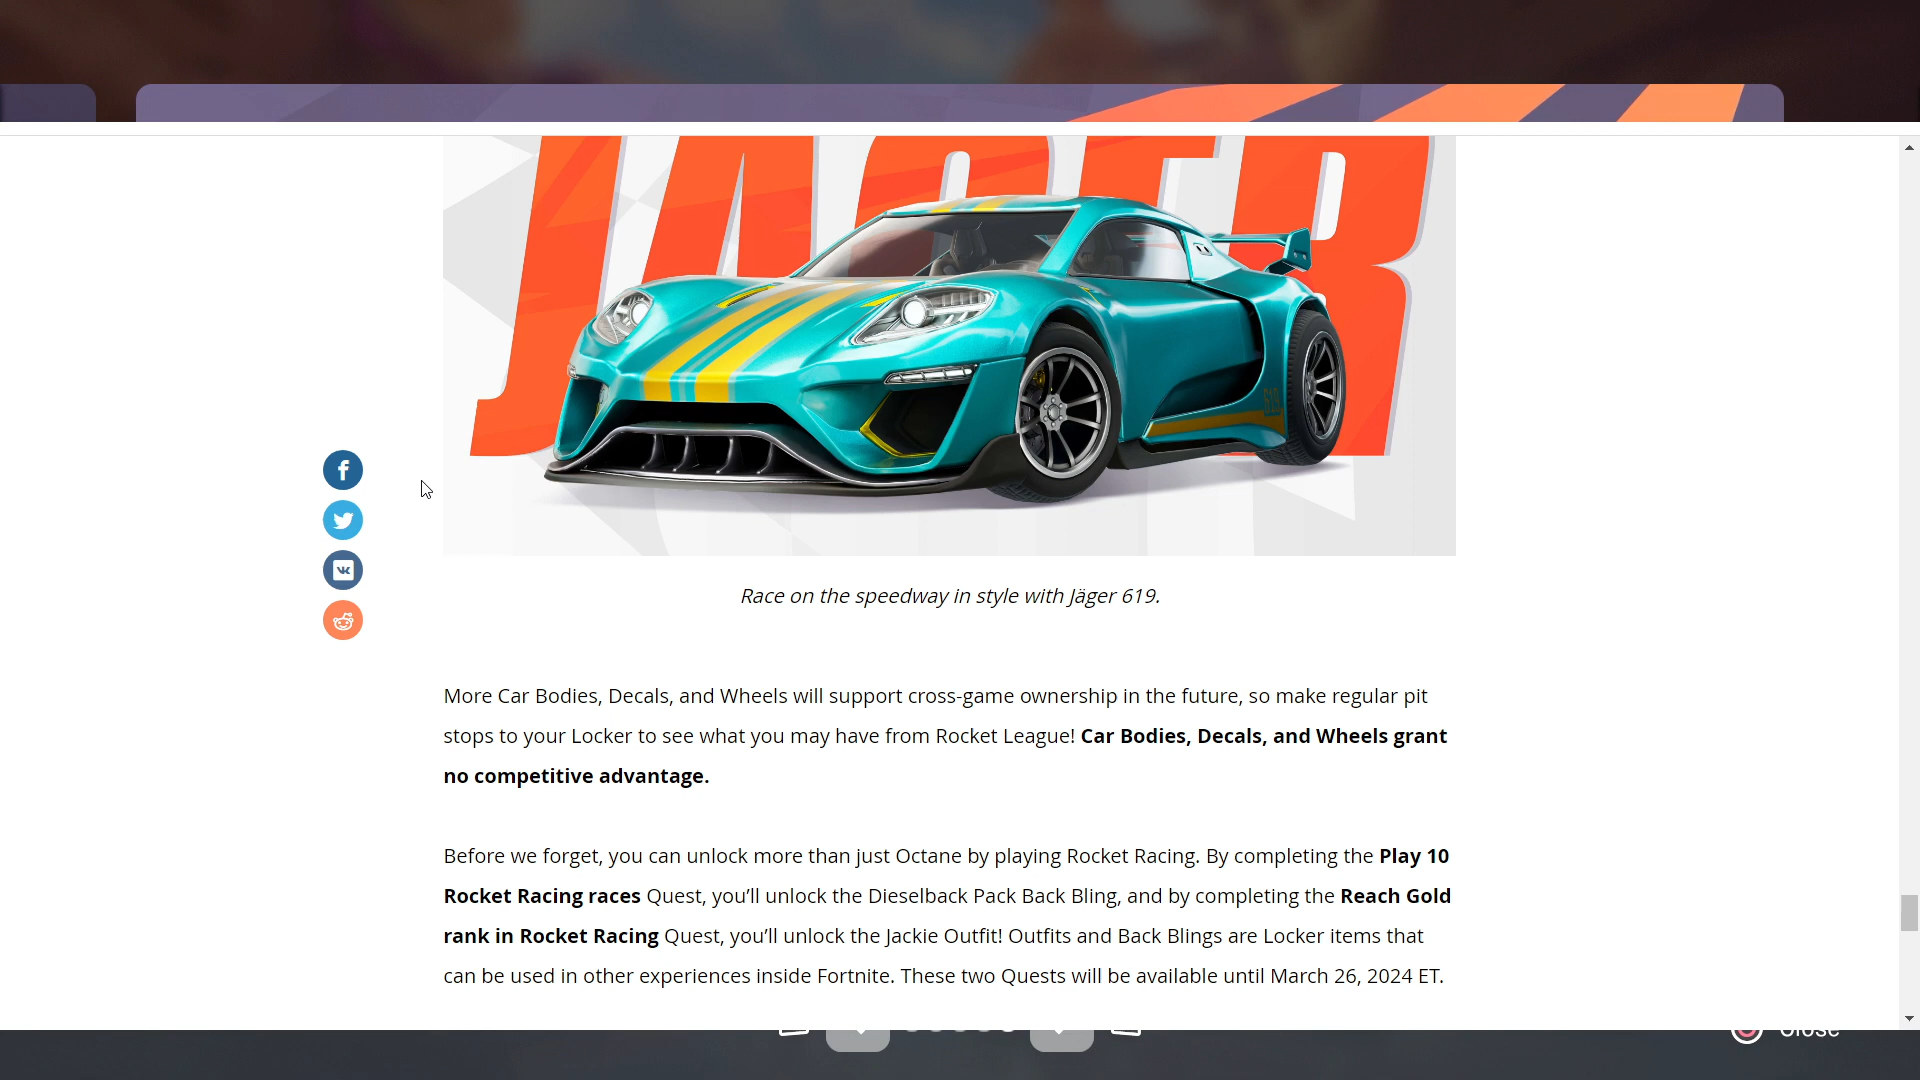 JÄGER
619
Race on the speedway in style with Jäger 619.
More Car Bodies, Decals, and Wheels will support cross-game ownership in the future, so make regular pit
stops to your Locker to see what you may have from Rocket League! Car Bodies, Decals, and Wheels grant
no competitive advantage.
Before we forget, you can unlock more than just Octane by playing Rocket Racing. By completing the Play 10
Rocket Racing races Quest, you’ll unlock the Dieselback Pack Back Bling, and by completing the Reach Gold
rank in Rocket Racing Quest, you’ll unlock the Jackie Outfit! Outfits and Back Blings are Locker items that
can be used in other experiences inside Fortnite. These two Quests will be available until March 26, 2024 ET.
Close